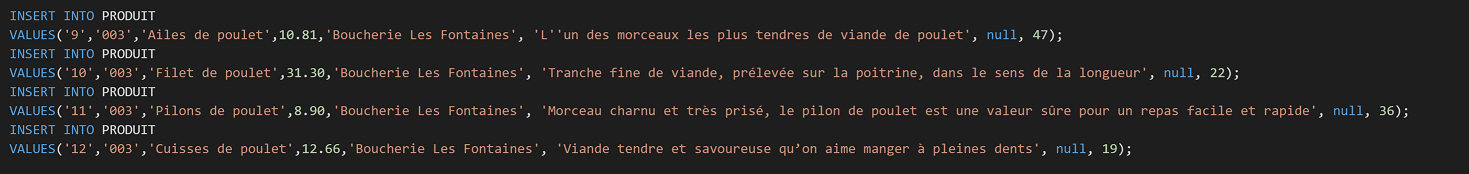 INSERT INTO PRODUIT
VALUES('9','003','Ailes de poulet',10.81,'Boucherie Les Fontaines', 'L''un des morceaux les plus tendres de viande de poulet', null, 47);
INSERT INTO PRODUIT
VALUES('10','003','Filet de poulet',31.30,'Boucherie Les Fontaines', 'Tranche fine de viande, prélevée sur la poitrine, dans le sens de la longueur', null, 22);
INSERT INTO PRODUIT
VALUES('11','003','Pilons de poulet',8.90,'Boucherie Les Fontaines', 'Morceau charnu et très prisé, le pilon de poulet est une valeur sûre pour un repas facile et rapide', null, 36);
INSERT INTO PRODUIT
VALUES('12','003','Cuisses de poulet',12.66,'Boucherie Les Fontaines', 'Viande tendre et savoureuse qu’on aime manger à pleines dents', null, 19);